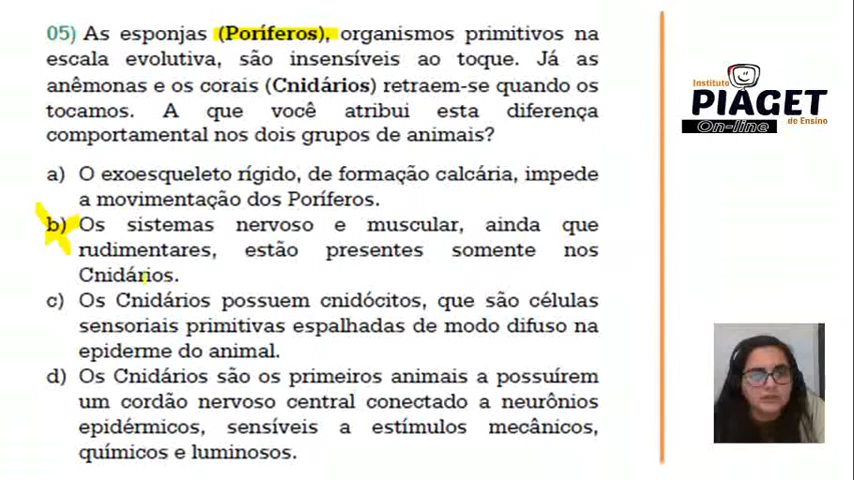 05) As esponjas (Poríferos), organismos primitivos na
escala evolutiva, são insensíveis ao toque. Já as
anêmonas e os corais (Cnidários) retraem-se quando os
tocamos. A que você atribui esta diferença
comportamental nos dois grupos de animais?
a) O exoesqueleto rígido, de formação calcária, impede
a movimentação dos Poríferos.
b) Os sistemas nervoso e muscular, ainda que
rudimentares, estão presentes somente nos
Cnidários.
c) Os Cnidários possuem cnidócitos, que são células
sensoriais primitivas espalhadas de modo difuso na
epiderme do animal.
d) Os Cnidários são os primeiros animais a possuírem
um cordão nervoso central conectado a neurônios
epidérmicos, sensíveis a estímulos mecânicos,
químicos e luminosos.
Instituto
PIAGET
de Ensino
On-line